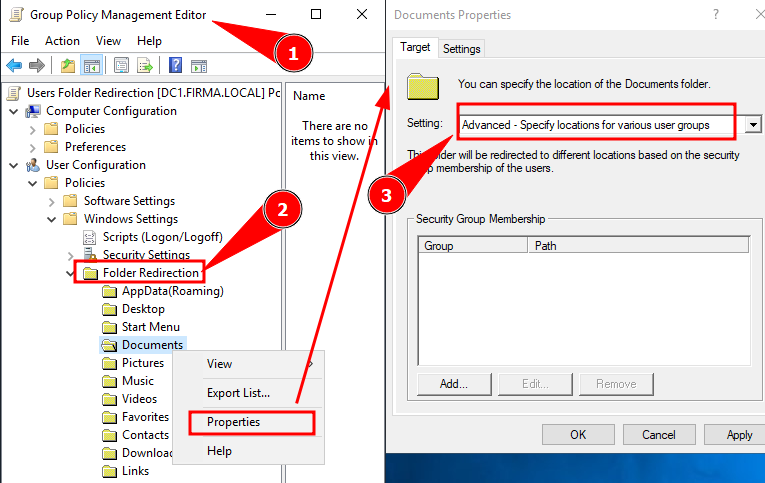 Group Policy Management Editor
File Action View Help
1
Users Folder Redirection [DC1.FIRMA.LOCAL] Po
Computer Configuration
Policies
Preferences
User Configuration
Policies
Software Settings
Windows Settings
Scripts (Logon/Logoff)
Security Settings
Folder Redirection
2
AppData(Roaming)
Desktop
Start Menu
Documents
Pictures
Music
Videos
Favorites
Contacts
Links
Name
There are no
items to show in
this view.
View
Export List...
Properties
Help
Documents Properties
Target Settings
You can specify the location of the Documents folder.
Setting:
Advanced - Specify locations for various user groups
3
folder will be redirected to different locations based on the security
membership of the users.
Security Group Membership
Group Path
Add... Edit... Remove
OK Cancel Apply